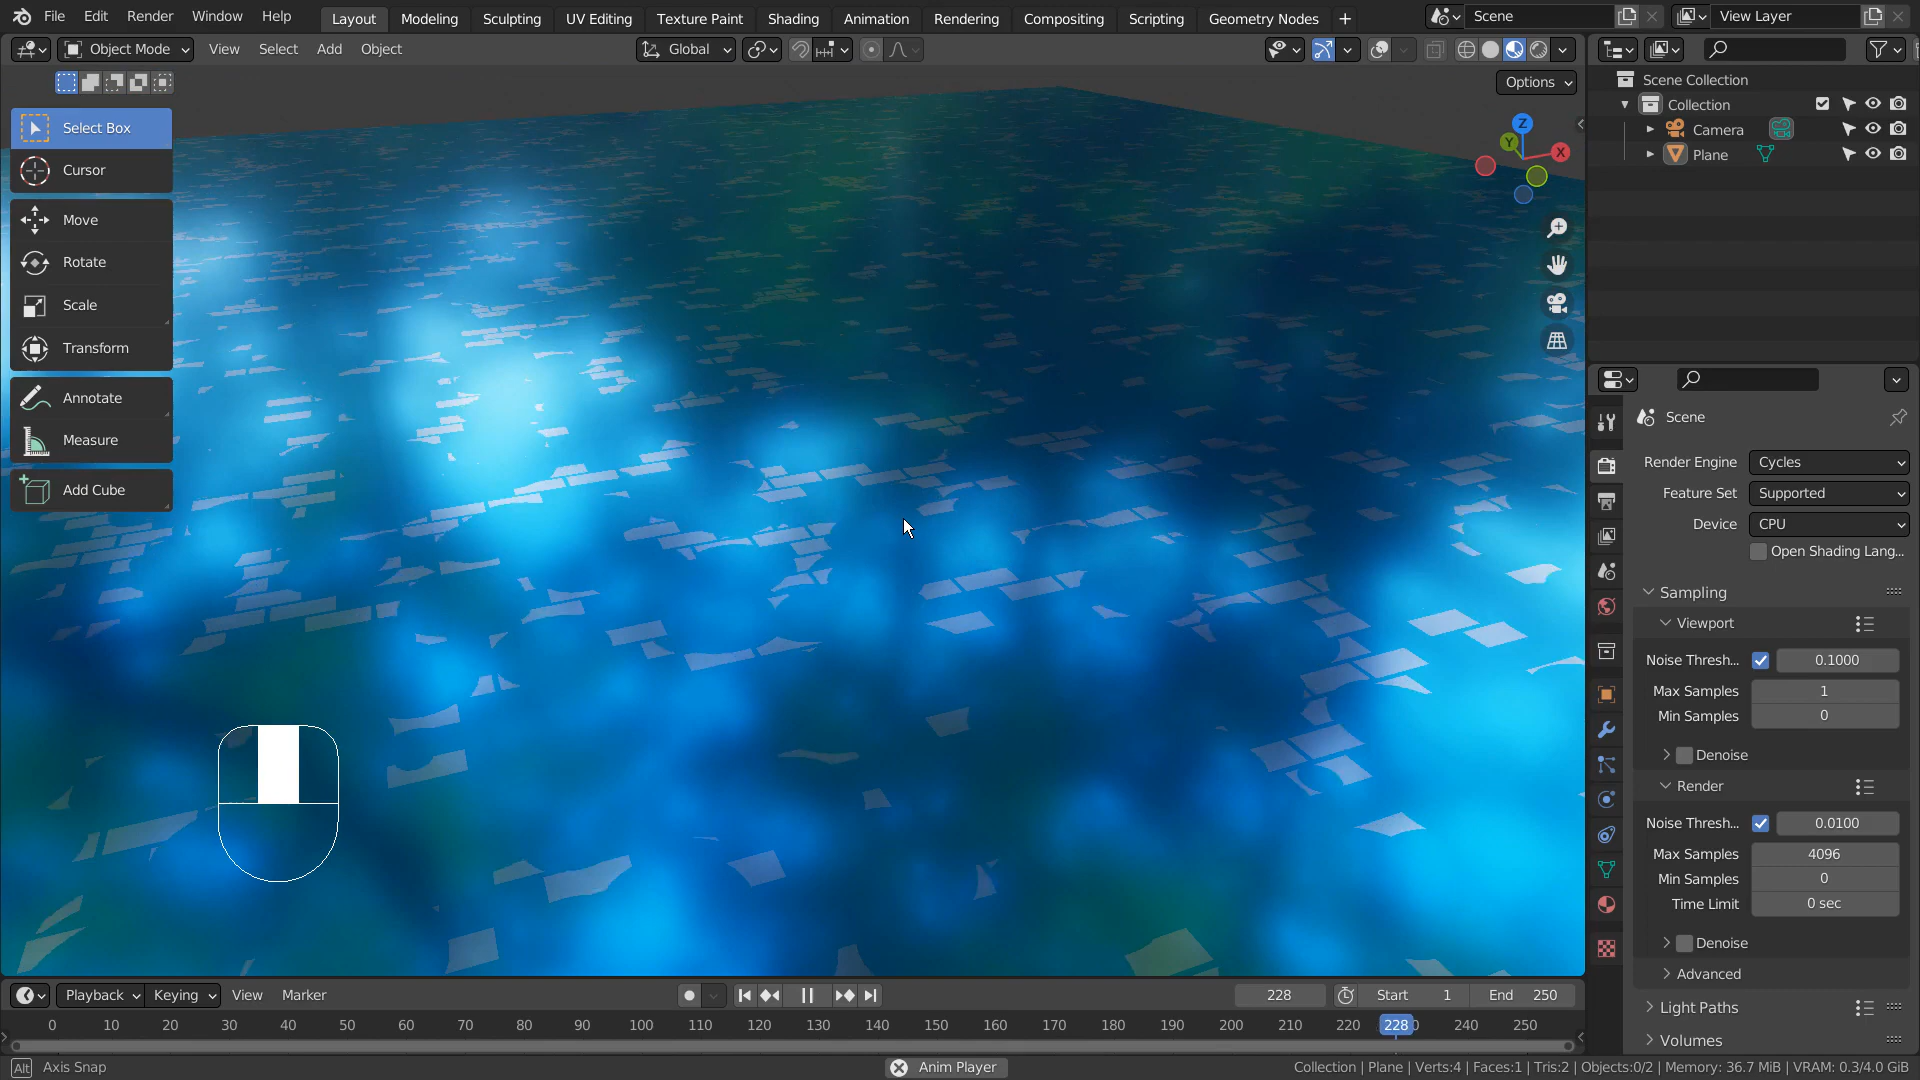 File Edit Render Window Help Layout Modeling Sculpting UV Editing Texture Paint Shading Animation Rendering Compositing Scripting Geometry Nodes + Scene View Layer
Object Mode View Select Add Object Global
Options
Select Box
Cursor
Move
Rotate
Scale
Transform
Annotate
Measure
Add Cube
Z
Y
X
Scene Collection
Collection
Camera
Plane
Scene
Render Engine Cycles
Feature Set Supported
Device CPU
Open Shading Lang...
Sampling
Viewport
Noise Thresh... 0.1000
Max Samples 1
Min Samples 0
Denoise
Render
Noise Thresh... 0.0100
Max Samples 4096
Min Samples 0
Time Limit 0 sec
Denoise
Advanced
Light Paths
Volumes
Playback Keying View Marker 228 Start 1 End 250
0 10 20 30 40 50 60 70 80 90 100 110 120 130 140 150 160 170 180 190 200 210 220 228 240 250
Alt Axis Snap Anim Player Collection | Plane | Verts:4 | Faces:1 | Tris:2 | Objects:0/2 | Memory: 36.7 MiB | VRAM: 0.3/4.0 GiB